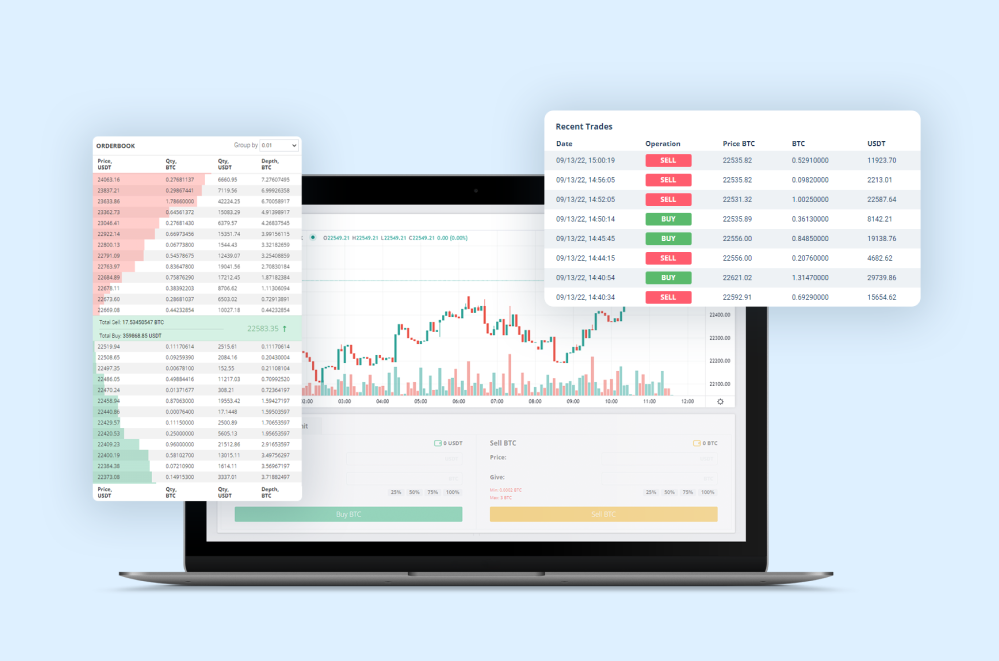 ORDERBOOK Group by 0.01
Price, Qty, Qty, Depth,
USDT BTC USDT BTC
24063.16 0.27681137 6660.95 7.27607495
23837.21 0.29867441 7119.56 6.99926358
23633.86 1.78660000 42224.25 6.70058917
23362.73 0.64561372 15083.29 4.91398917
23046.41 0.27681430 6379.57 4.26837545
22922.14 0.66973456 15351.74 3.99156115
22800.13 0.06773800 1544.43 3.32182659
22791.09 0.54578675 12439.07 3.25408859
22763.97 0.83647800 19041.56 2.70830184
22684.89 0.75876290 17212.45 1.87182384
22678.11 0.38392203 8706.62 1.11306094
22673.60 0.28681037 6503.02 0.72913891
22669.08 0.44232854 10027.18 0.44232854
Total Sell: 17.53450547 BTC
22583.35 ↑
Total Buy: 359868.85 USDT
22519.94 0.11170614 2515.61 0.11170614
22508.65 0.09259390 2084.16 0.20430004
22497.35 0.00678100 152.55 0.21108104
22486.05 0.49884416 11217.03 0.70992520
22470.24 0.01371677 308.21 0.72364197
22458.94 0.87063000 19553.42 1.59427197
22440.86 0.00076400 17.1448 1.59503597
22429.57 0.11150000 2500.89 1.70653597
22420.53 0.25000000 5605.13 1.95653597
22409.23 0.96000000 21512.86 2.91653597
22400.19 0.58102700 13015.11 3.49756297
22384.38 0.07210900 1614.11 3.56967197
22373.08 0.14915300 3337.01 3.71882497
Price, Qty, Qty, Depth,
USDT BTC USDT BTC
Recent Trades
Date Operation Price BTC BTC USDT
09/13/22, 15:00:19 SELL 22535.82 0.52910000 11923.70
09/13/22, 14:56:05 SELL 22535.82 0.09820000 2213.01
09/13/22, 14:52:05 SELL 22531.32 1.00250000 22587.64
09/13/22, 14:50:14 BUY 22535.89 0.36130000 8142.21
09/13/22, 14:45:45 BUY 22556.00 0.84850000 19138.76
09/13/22, 14:44:15 SELL 22556.00 0.20760000 4682.62
09/13/22, 14:40:54 BUY 22621.02 1.31470000 29739.86
09/13/22, 14:40:34 SELL 22592.91 0.69290000 15654.62
O22549.21 H22549.21 L22549.21 C22549.21 0.00 (0.00%)
22400.00
22300.00
22200.00
22100.00
03:00 04:00 05:00 06:00 07:00 08:00 09:00 10:00 11:00 12:00
0 USDT
Sell BTC 0 BTC
Price:
Give:
25% 50% 75% 100%
25% 50% 75% 100%
Buy BTC
Sell BTC